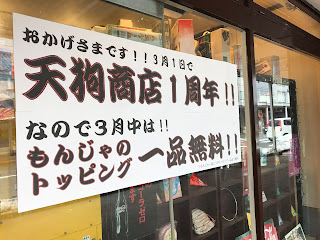 おかげさまです!!3月1日で
天狗商店1周年!!
なので3月中は!!
もんじゃの
トッピング 一品無料!!